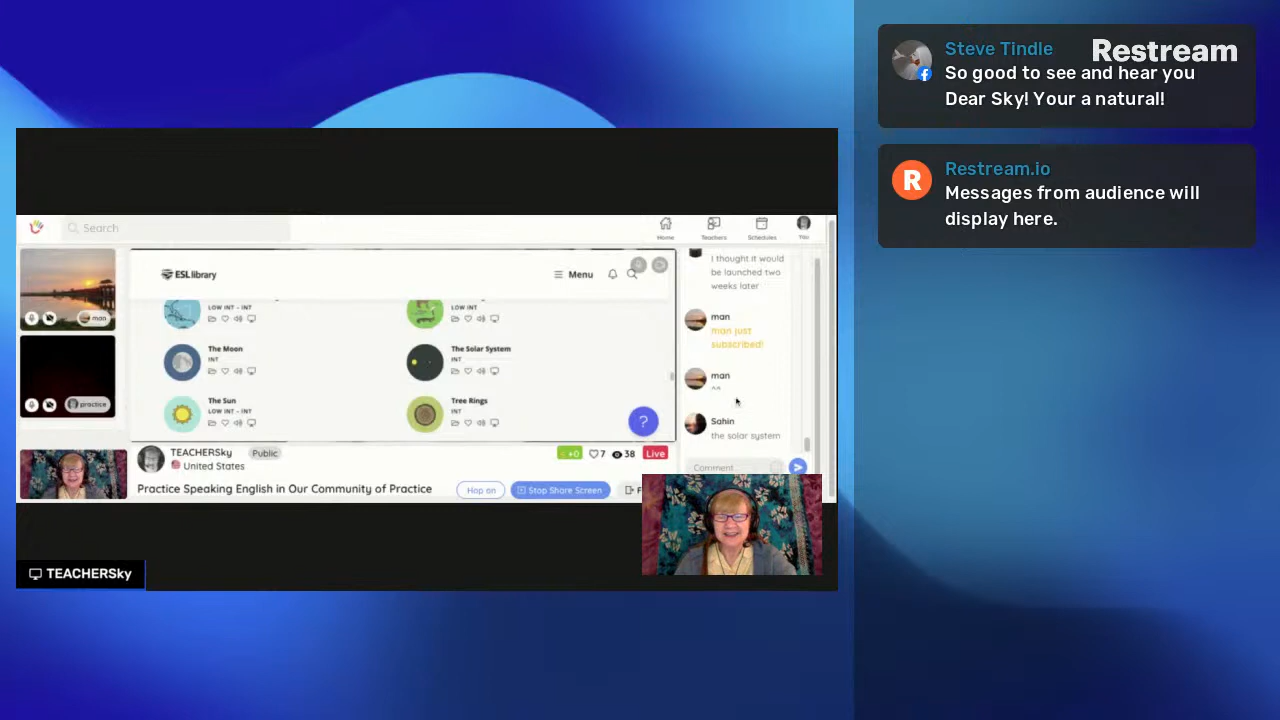 Search
Home
Teachers
Schedules
You
man
practice
ESL library
Menu
LOW INT - INT
LOW INT
The Moon
INT
The Solar System
INT
The Sun
LOW INT - INT
Tree Rings
INT
?
I thought it would
be launched two
weeks later
man
man just
subscribed!
man
^^
Sahin
the solar system
Comment
TEACHERSky
Public
United States
+0
7
38
Live
Practice Speaking English in Our Community of Practice
Hop on
Stop Share Screen
F
TEACHERSky
Restream
Steve Tindle
So good to see and hear you
Dear Sky! Your a natural!
R
Restream.io
Messages from audience will
display here.